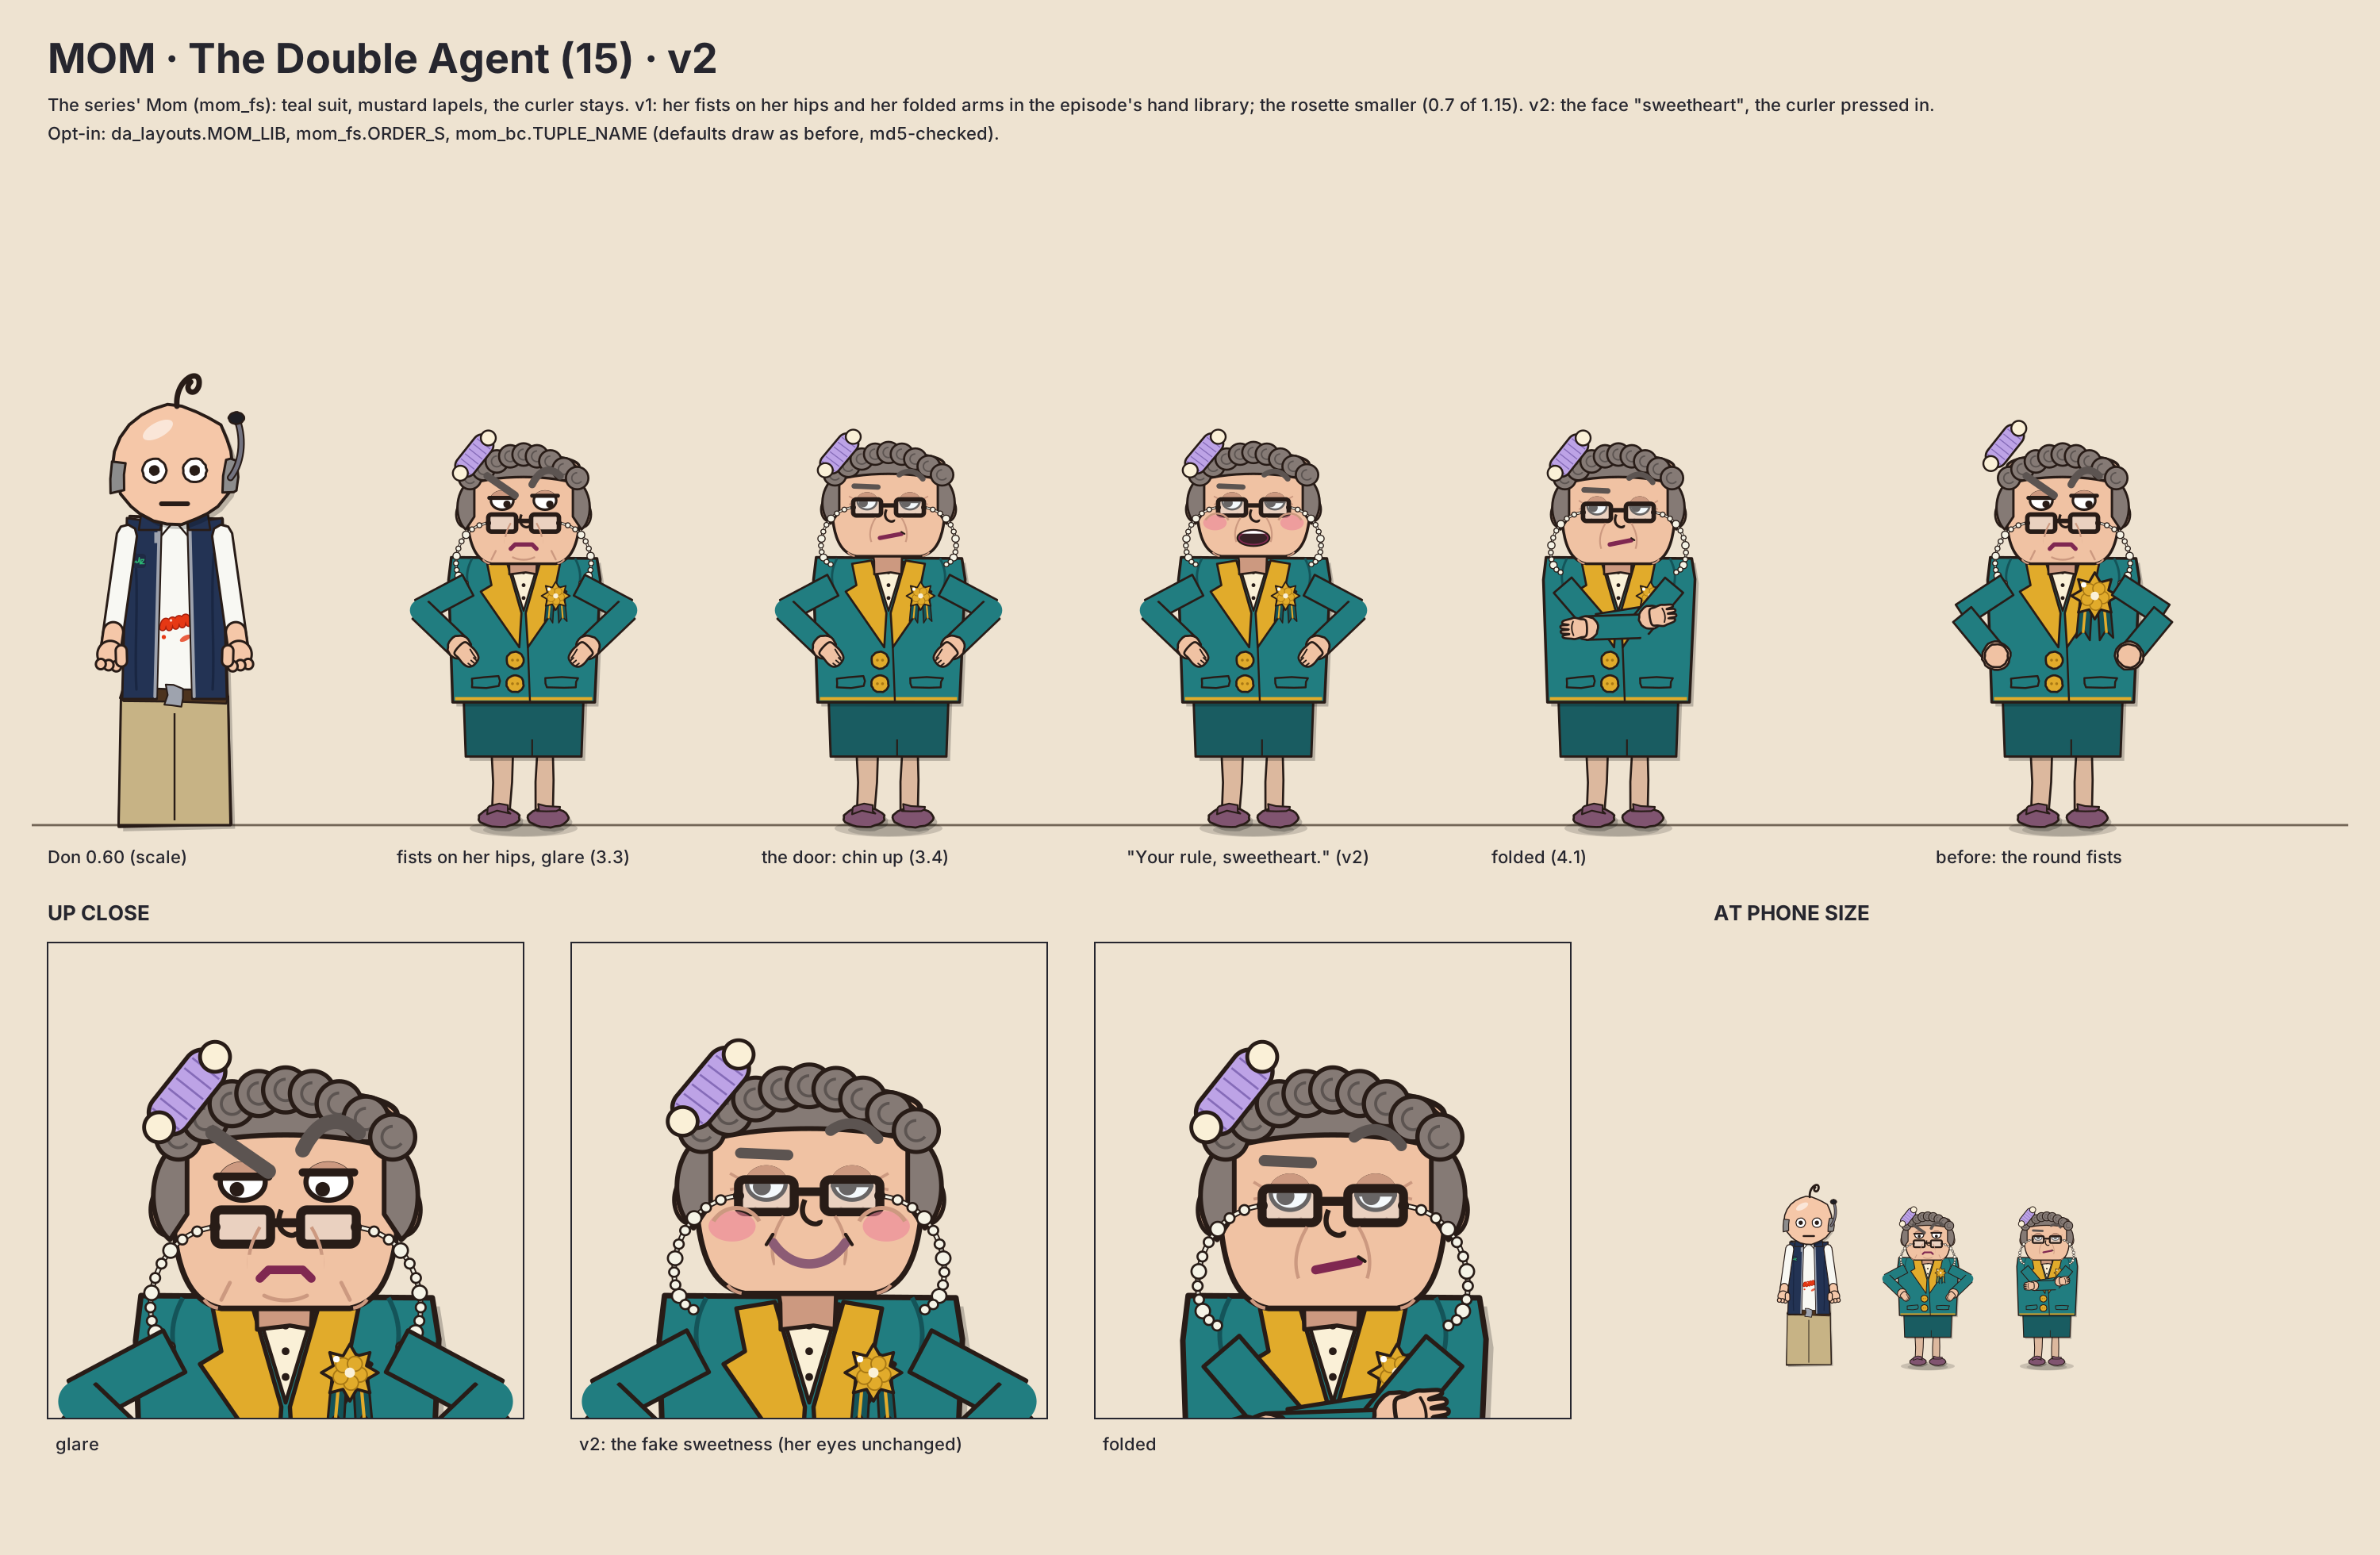 MOM · The Double Agent (15) · v2
The series' Mom (mom_fs): teal suit, mustard lapels, the curler stays. v1: her fists on her hips and her folded arms in the episode's hand library; the rosette smaller (0.7 of 1.15). v2: the face "sweetheart", the curler pressed in.
Opt-in: da_layouts.MOM_LIB, mom_fs.ORDER_S, mom_bc.TUPLE_NAME (defaults draw as before, md5-checked).
Don 0.60 (scale)
fists on her hips, glare (3.3)
the door: chin up (3.4)
"Your rule, sweetheart." (v2)
folded (4.1)
before: the round fists
UP CLOSE
AT PHONE SIZE
glare
v2: the fake sweetness (her eyes unchanged)
folded